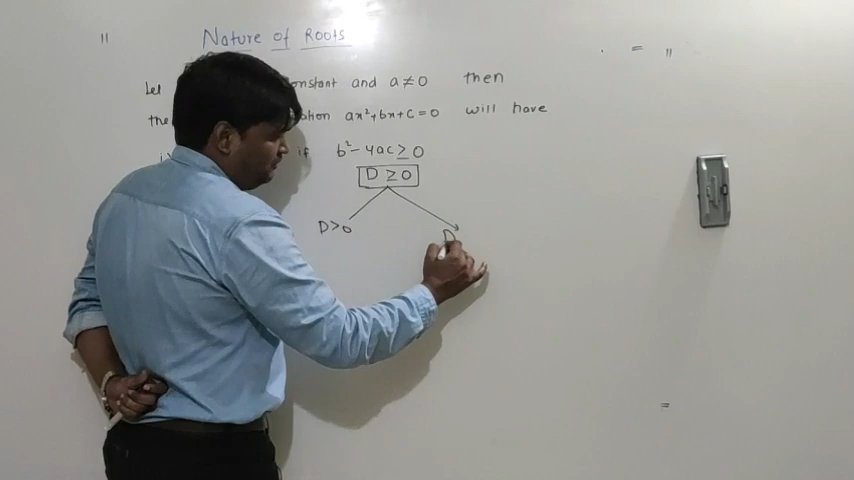 Nature of Roots
Let onstant and a≠0 then
the ax²+bx+c=0 will have
if b²-4ac≥0
D≥0
D>0 D